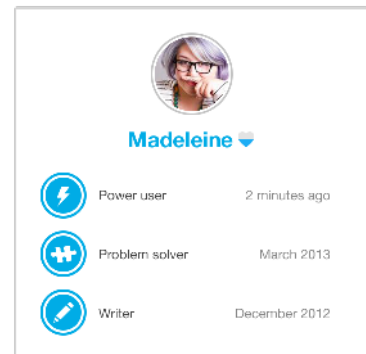 Madeleine
Power user 2 minutes ago
Problem solver March 2013
Writer December 2012